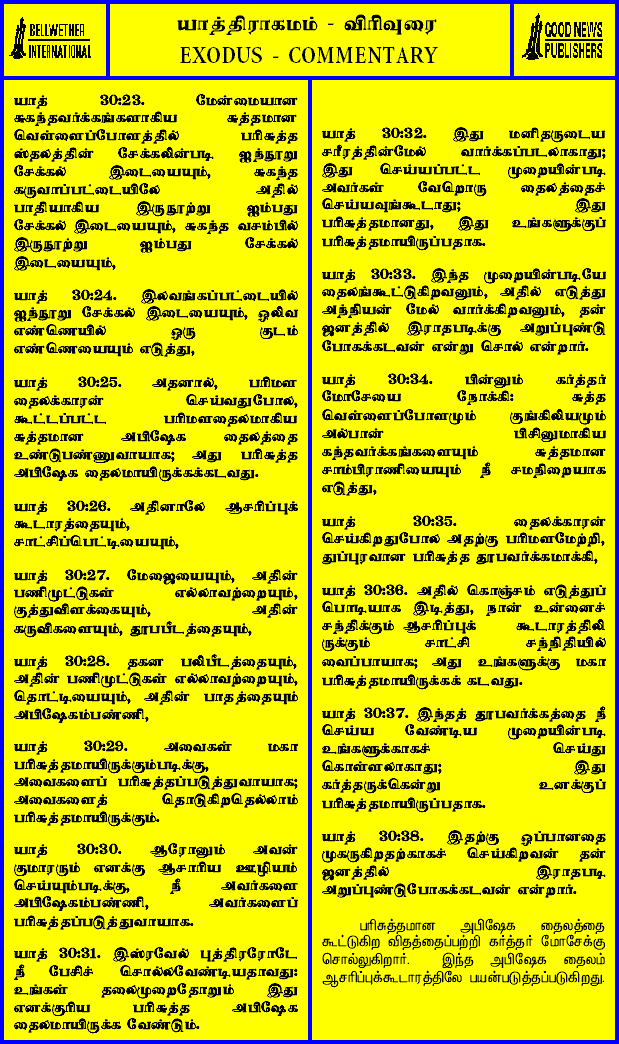 BELLWETHER
INTERNATIONAL
யாத்திராகமம் - விரிவுரை
EXODUS - COMMENTARY
GOOD NEWS
PUBLISHERS
யாத் 30:23. மேன்மையான
சுகந்தவர்க்கங்களாகிய சுத்தமான
வெள்ளைப்போளத்தில் பரிசுத்த
ஸ்தலத்தின் சேக்கலின்படி ஐந்நூறு
சேக்கல் இடையையும், சுகந்த
கருவாப்பட்டையிலே அதில்
பாதியாகிய இருநூற்று ஐம்பது
சேக்கல் இடையையும், சுகந்த வசம்பில்
இருநூற்று ஐம்பது சேக்கல்
இடையையும்,
யாத் 30:24. இலவங்கப்பட்டையில்
ஐந்நூறு சேக்கல் இடையையும், ஒலிவ
எண்ணெயில் ஒரு குடம்
எண்ணெயையும் எடுத்து,
யாத் 30:25. அதனால், பரிமள
தைலக்காரன் செய்வதுபோல,
கூட்டப்பட்ட பரிமளதைலமாகிய
சுத்தமான அபிஷேக தைலத்தை
உண்டுபண்ணுவாயாக; அது பரிசுத்த
அபிஷேக தைலமாயிருக்கக்கடவது.
யாத் 30:26. அதினாலே ஆசரிப்புக்
கூடாரத்தையும்,
சாட்சிப்பெட்டியையும்,
யாத் 30:27. மேஜையையும், அதின்
பணிமுட்டுகள் எல்லாவற்றையும்,
குத்துவிளக்கையும், அதின்
கருவிகளையும், தூபபீடத்தையும்,
யாத் 30:28. தகன பலிபீடத்தையும்,
அதின் பணிமுட்டுகள் எல்லாவற்றையும்,
தொட்டியையும், அதின் பாதத்தையும்
அபிஷேகம்பண்ணி,
யாத் 30:29. அவைகள் மகா
பரிசுத்தமாயிருக்கும்படிக்கு,
அவைகளைப் பரிசுத்தப்படுத்துவாயாக;
அவைகளைத் தொடுகிறதெல்லாம்
பரிசுத்தமாயிருக்கும்.
யாத் 30:30. ஆரோனும் அவன்
குமாரரும் எனக்கு ஆசாரிய ஊழியம்
செய்யும்படிக்கு, நீ அவர்களை
அபிஷேகம்பண்ணி, அவர்களைப்
பரிசுத்தப்படுத்துவாயாக.
யாத் 30:31. இஸ்ரவேல் புத்திரரோடே
நீ பேசிச் சொல்லவேண்டியதாவது:
உங்கள் தலைமுறைதோறும் இது
எனக்குரிய பரிசுத்த அபிஷேக
தைலமாயிருக்க வேண்டும்.
யாத் 30:32. இது மனிதருடைய
சரீரத்தின்மேல் வார்க்கப்படலாகாது;
இது செய்யப்பட்ட முறையின்படி
அவர்கள் வேறொரு தைலத்தைச்
செய்யவுங்கூடாது; இது
பரிசுத்தமானது, இது உங்களுக்குப்
பரிசுத்தமாயிருப்பதாக.
யாத் 30:33. இந்த முறையின்படியே
தைலங்கூட்டுகிறவனும், அதில் எடுத்து
அந்நியன் மேல் வார்க்கிறவனும், தன்
ஜனத்தில் இராதபடிக்கு அறுப்புண்டு
போகக்கடவன் என்று சொல் என்றார்.
யாத் 30:34. பின்னும் கர்த்தர்
மோசேயை நோக்கி: சுத்த
வெள்ளைப்போளமும் குங்கிலியமும்
அல்பான் பிசினுமாகிய
கந்தவர்க்கங்களையும் சுத்தமான
சாம்பிராணியையும் நீ சமநிறையாக
எடுத்து,
யாத் 30:35. தைலக்காரன்
செய்கிறதுபோல் அதற்கு பரிமளமேற்றி,
துப்புரவான பரிசுத்த தூபவர்க்கமாக்கி,
யாத் 30:36. அதில் கொஞ்சம் எடுத்துப்
பொடியாக இடித்து, நான் உன்னைச்
சந்திக்கும் ஆசரிப்புக் கூடாரத்திலி
ருக்கும் சாட்சி சந்நிதியில்
வைப்பாயாக; அது உங்களுக்கு மகா
பரிசுத்தமாயிருக்கக் கடவது.
யாத் 30:37. இந்தத் தூபவர்க்கத்தை நீ
செய்ய வேண்டிய முறையின்படி
உங்களுக்காகச் செய்து
கொள்ளலாகாது; இது
கர்த்தருக்கென்று உனக்குப்
பரிசுத்தமாயிருப்பதாக.
யாத் 30:38. இதற்கு ஒப்பானதை
முகருகிறதற்காகச் செய்கிறவன் தன்
ஜனத்தில் இராதபடி
அறுப்புண்டுபோகக்கடவன் என்றார்.
பரிசுத்தமான அபிஷேக தைலத்தை
கூட்டுகிற விதத்தைப்பற்றி கர்த்தர் மோசேக்கு
சொல்லுகிறார். இந்த அபிஷேக தைலம்
ஆசரிப்புக்கூடாரத்திலே பயன்படுத்தப்படுகிறது.